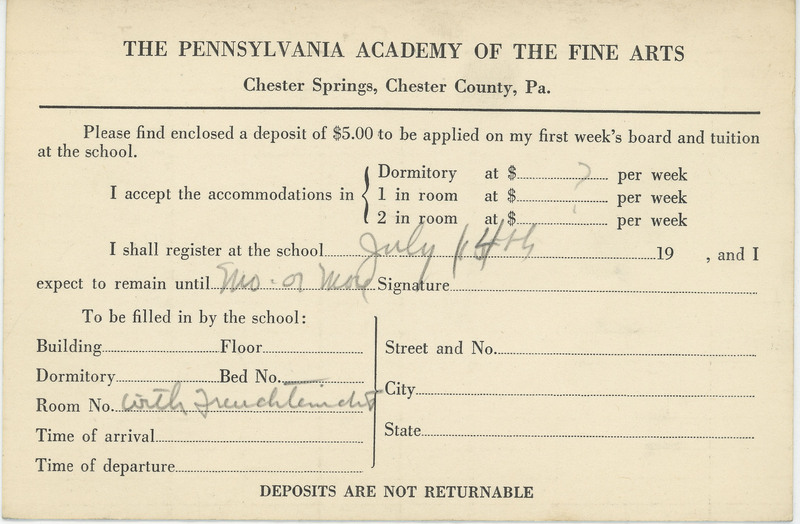 THE PENNSYLVANIA ACADEMY OF THE FINE ARTS
Chester Springs, Chester County, Pa.
Please find enclosed a deposit of $5.00 to be applied on my first week's board and tuition
at the school.
I accept the accommodations in { Dormitory at $ ? per week
1 in room at $ per week
2 in room at $ per week
I shall register at the school July 14th 19 , and I
expect to remain until Mo. or More Signature
To be filled in by the school:
Building Floor
Dormitory Bed No.
Room No. with
Time of arrival
Time of departure
Street and No.
City
State
DEPOSITS ARE NOT RETURNABLE